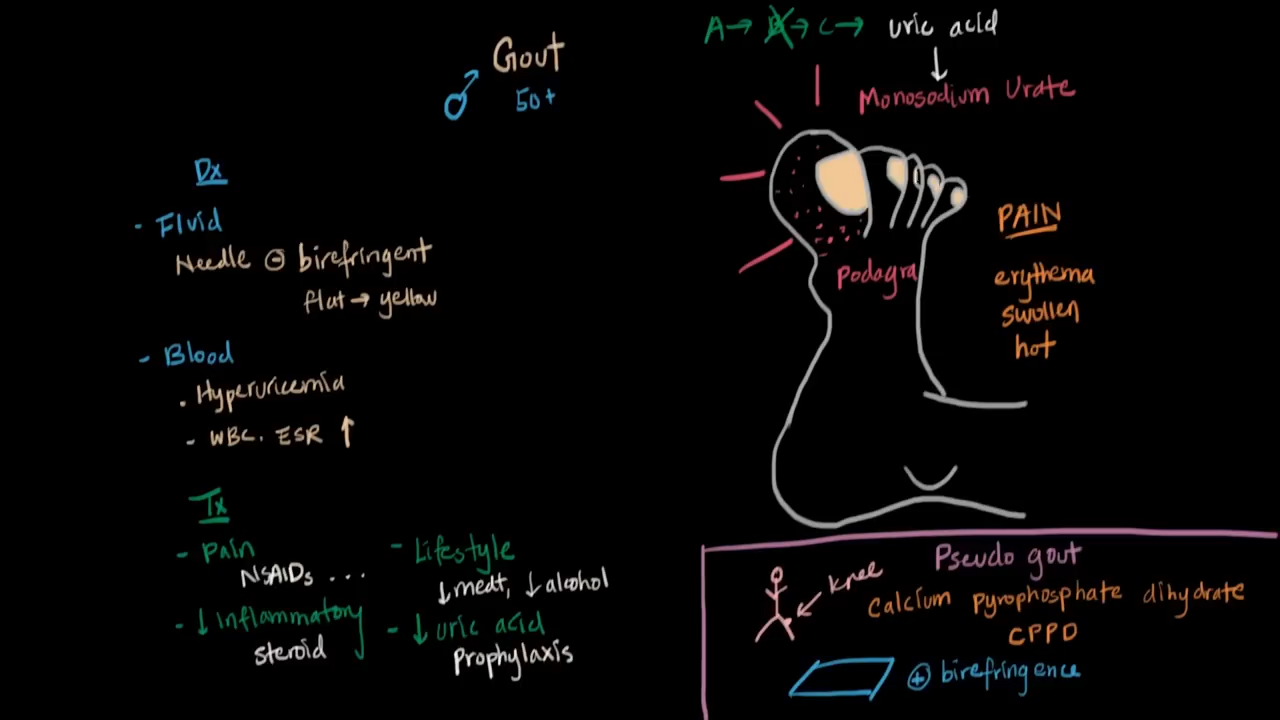 Gout
♂ 50+
Dx
- Fluid
Needle ⊖ birefringent
flat → yellow
- Blood
. Hyperuricemia
- WBC. ESR ↑
Tx
- Pain
NSAIDs ...
- ↓ inflammatory
steroid
- Lifestyle
↓ meat, ↓ alcohol
- ↓ uric acid
Prophylaxis
A → B → C → uric acid
↓
Monosodium Urate
Podagra
PAIN
erythema
swollen
hot
Pseudo gout
knee
Calcium pyrophosphate dihydrate
CPPD
⊕ birefringence